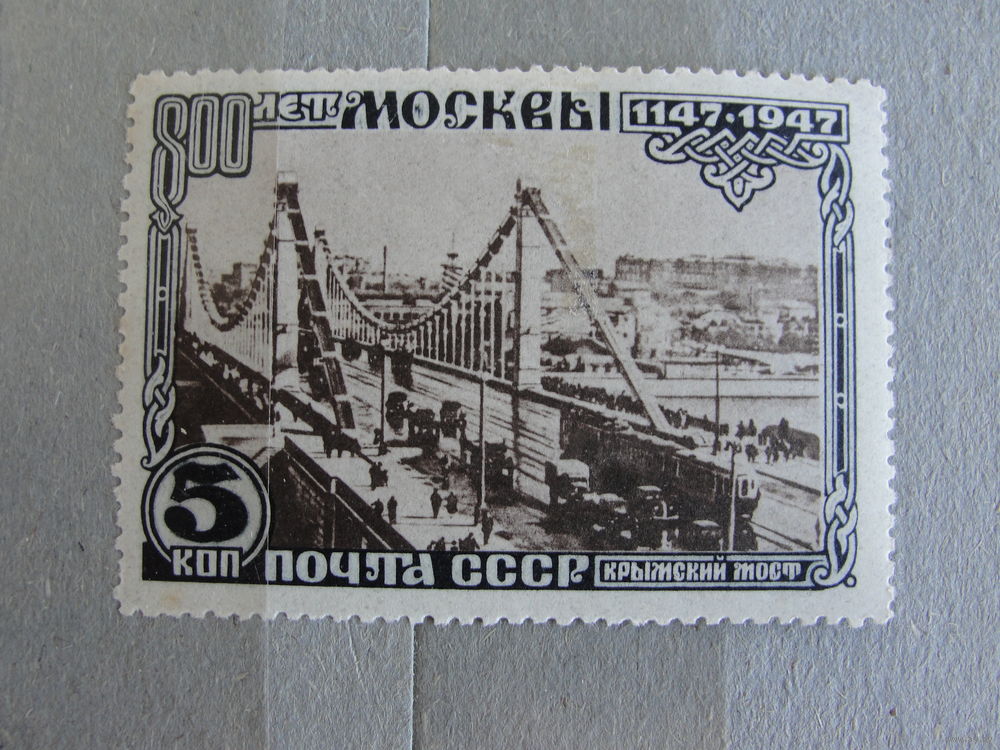 800 ЛЕТ МОСКВЫ 1147·1947
5
КОП ПОЧТА СССР КРЫМСКИЙ МОСТ